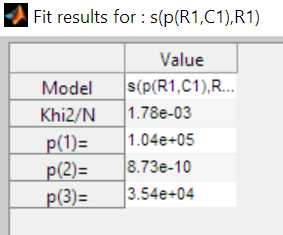 Fit results for : s(p(R1,C1),R1)
Value
Model s(p(R1,C1),R...
Khi2/N 1.78e-03
p(1)= 1.04e+05
p(2)= 8.73e-10
p(3)= 3.54e+04